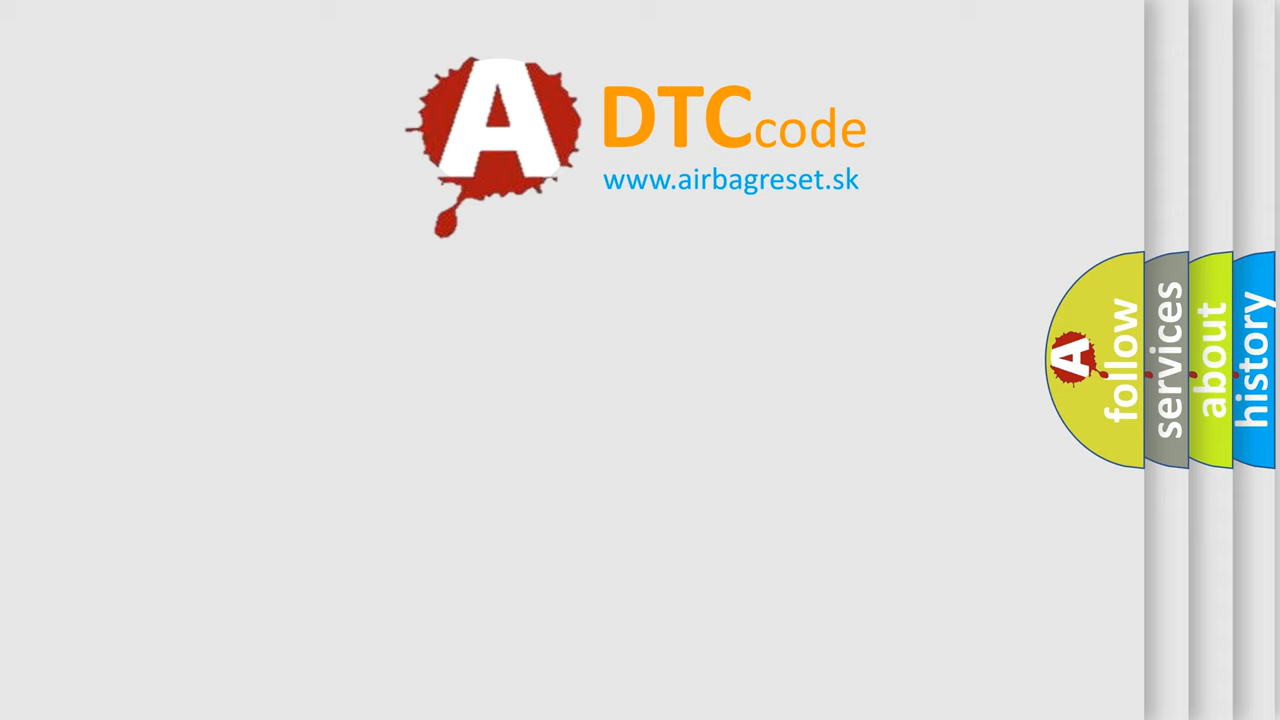 A DTCcode
www.airbagreset.sk
A follow
services
about
history